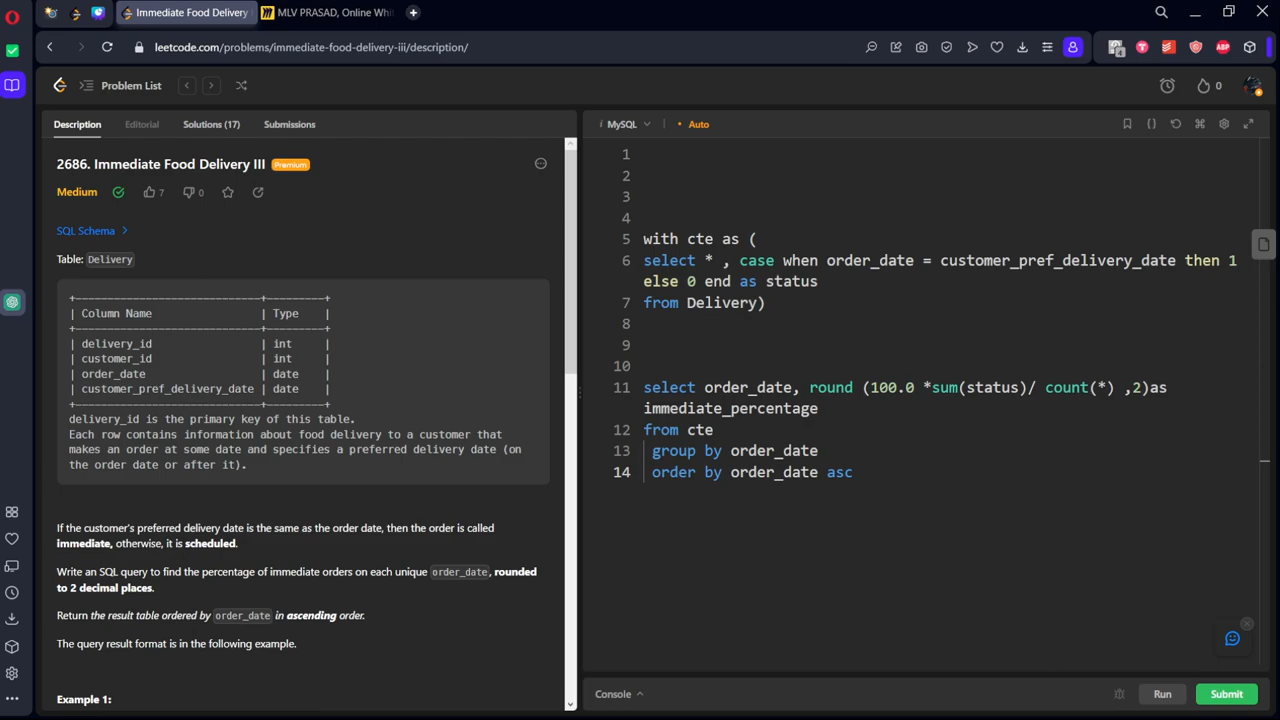 Immediate Food Delivery
MLV PRASAD, Online Whi
leetcode.com/problems/immediate-food-delivery-iii/description/
Problem List
0
Description Editorial Solutions (17) Submissions
2686. Immediate Food Delivery III Premium
Medium 7 0
SQL Schema >
Table: Delivery
+-----------------------------+---------+
| Column Name | Type |
+-----------------------------+---------+
| delivery_id | int |
| customer_id | int |
| order_date | date |
| customer_pref_delivery_date | date |
+-----------------------------+---------+
delivery_id is the primary key of this table.
Each row contains information about food delivery to a customer that
makes an order at some date and specifies a preferred delivery date (on
the order date or after it).
If the customer's preferred delivery date is the same as the order date, then the order is called
immediate, otherwise, it is scheduled.
Write an SQL query to find the percentage of immediate orders on each unique order_date, rounded
to 2 decimal places.
Return the result table ordered by order_date in ascending order.
The query result format is in the following example.
Example 1:
i MySQL • Auto
1
2
3
4
5 with cte as (
6 select * , case when order_date = customer_pref_delivery_date then 1
else 0 end as status
7 from Delivery)
8
9
10
11 select order_date, round (100.0 *sum(status)/ count(*) ,2)as
immediate_percentage
12 from cte
13 group by order_date
14 order by order_date asc
Console Run Submit